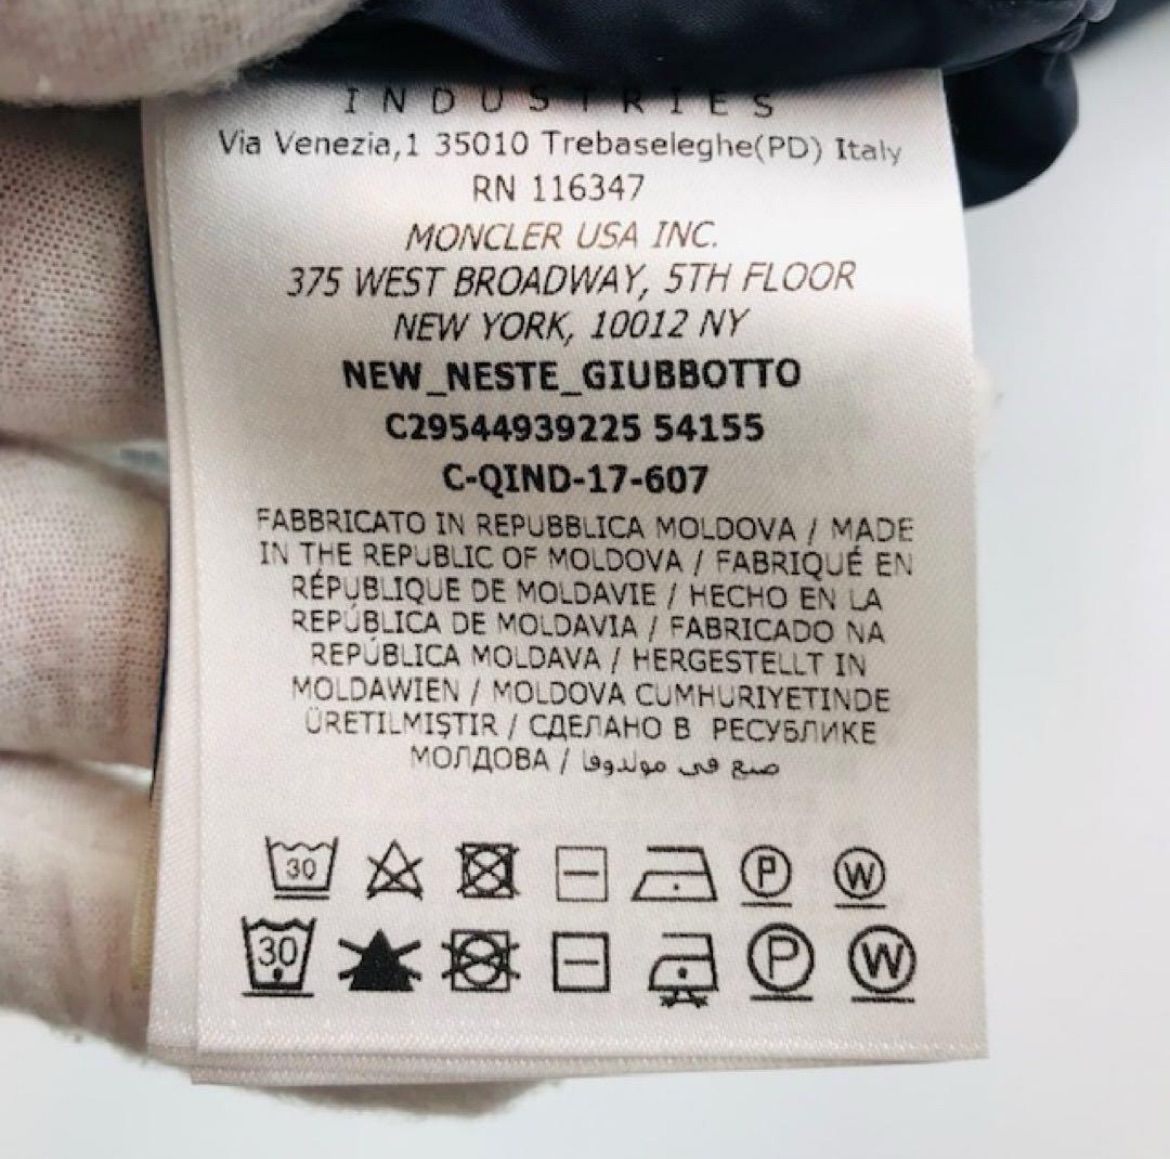 INDUSTRIES
Via Venezia,1 35010 Trebaseleghe(PD) Italy
RN 116347
MONCLER USA INC.
375 WEST BROADWAY, 5TH FLOOR
NEW YORK, 10012 NY
NEW_NESTE_GIUBBOTTO
C29544939225 54155
C-QIND-17-607
FABBRICATO IN REPUBBLICA MOLDOVA / MADE
IN THE REPUBLIC OF MOLDOVA / FABRIQUÉ EN
RÉPUBLIQUE DE MOLDAVIE / HECHO EN LA
REPÚBLICA DE MOLDAVIA / FABRICADO NA
REPÚBLICA MOLDAVA / HERGESTELLT IN
MOLDAWIEN / MOLDOVA CUMHURIYETINDE
ÜRETILMIŞTIR / СДЕЛАНО В РЕСУБЛИКЕ
МОЛДОВА / صنع في مولدوفا
30 P W
30 P W